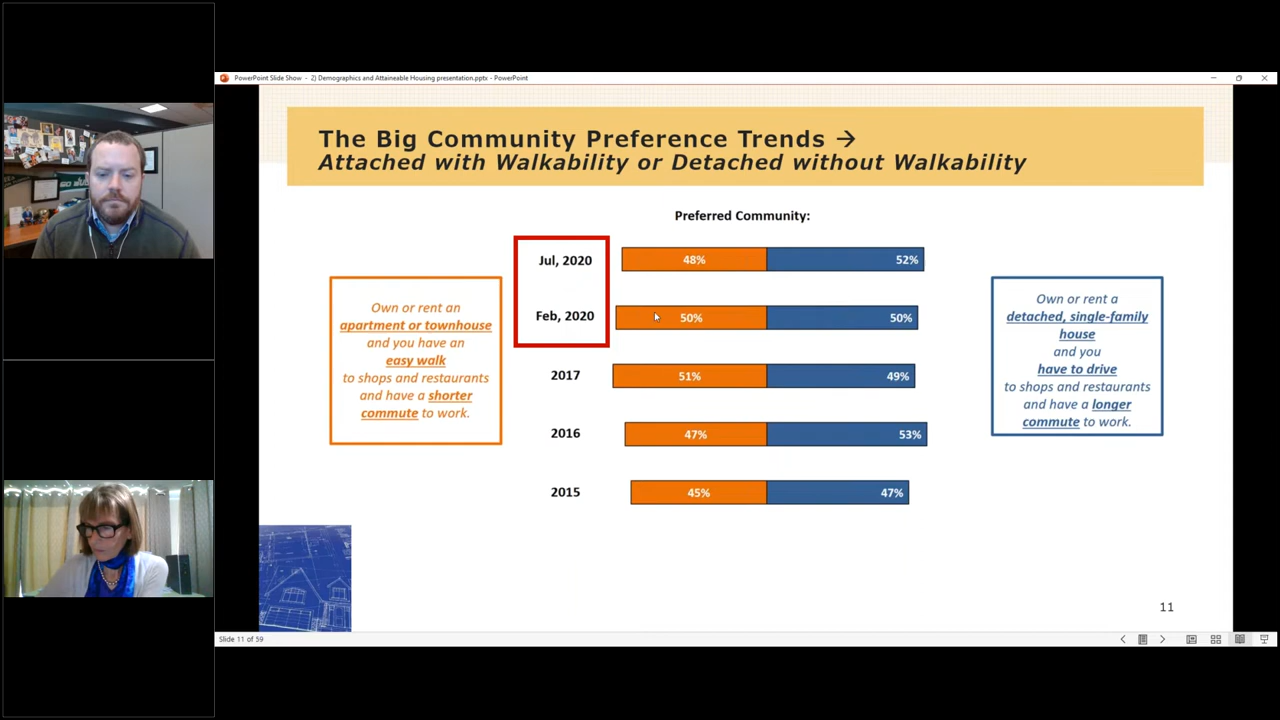 PowerPoint Slide Show - 2) Demographics and Attaineable Housing presentation.pptx - PowerPoint
The Big Community Preference Trends →
Attached with Walkability or Detached without Walkability
Preferred Community:
Own or rent an
apartment or townhouse
and you have an
easy walk
to shops and restaurants
and have a shorter
commute to work.
Jul, 2020 48% 52%
Feb, 2020 50% 50%
2017 51% 49%
2016 47% 53%
2015 45% 47%
Own or rent a
detached, single-family
house
and you
have to drive
to shops and restaurants
and have a longer
commute to work.
11
Slide 11 of 59